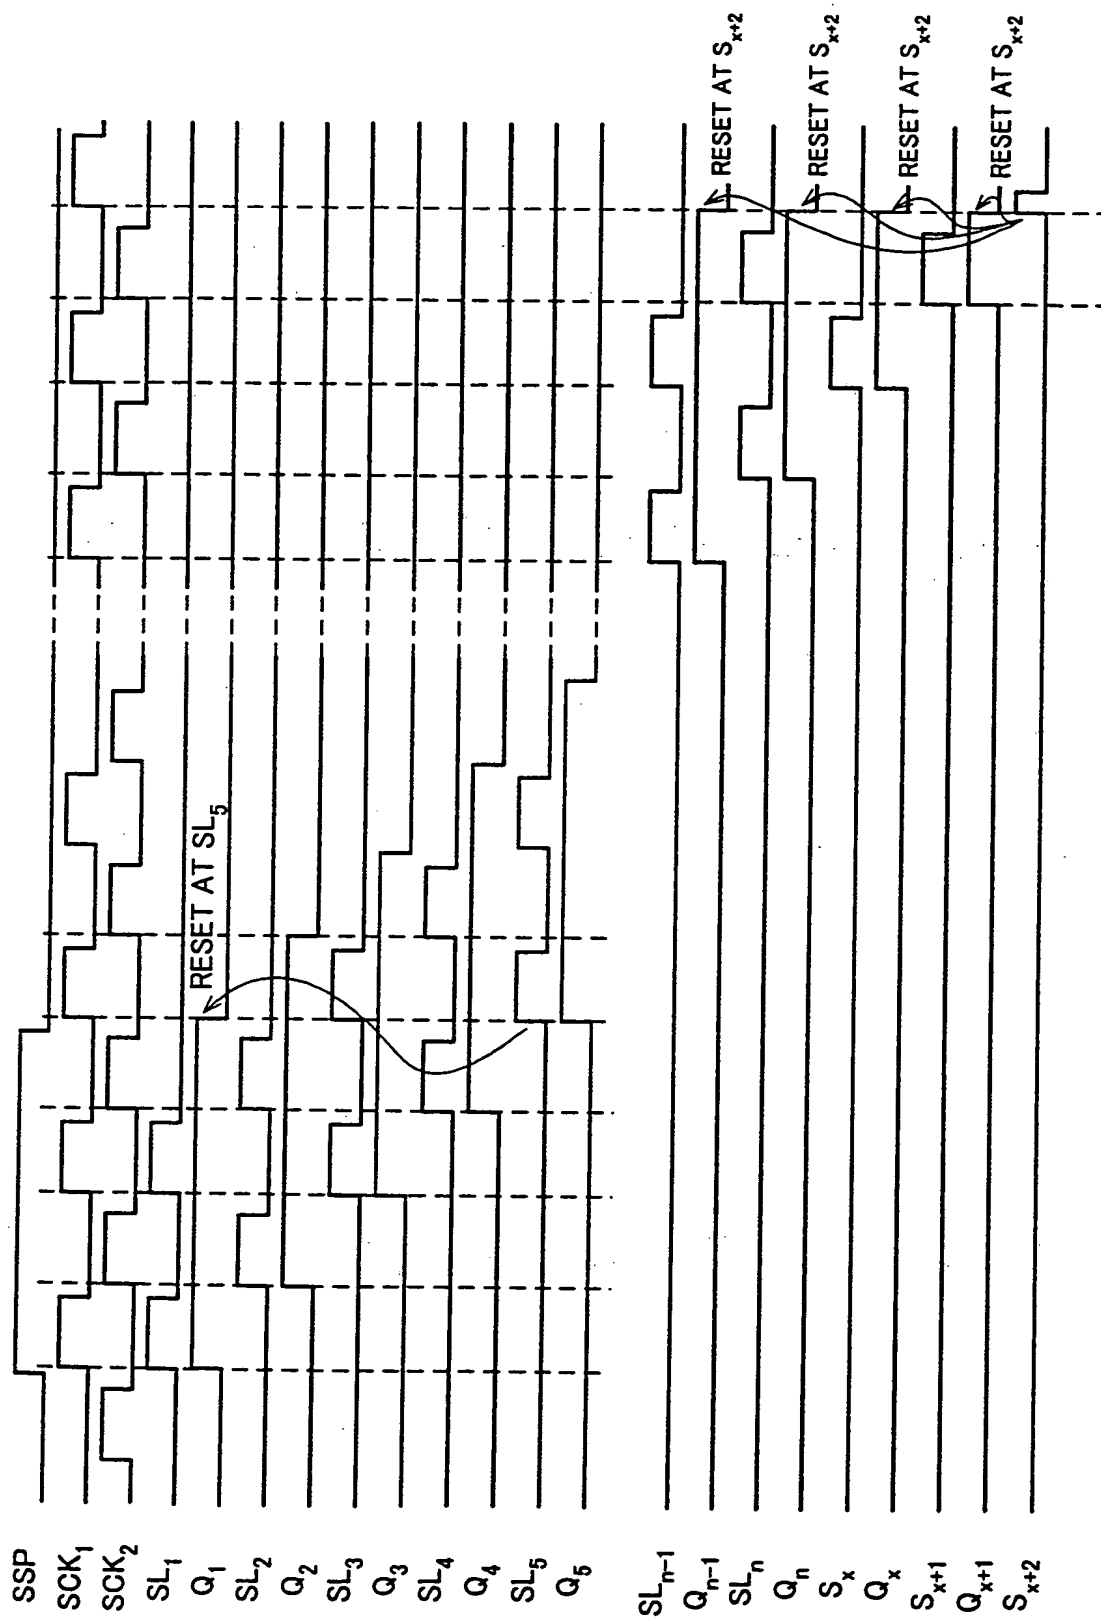 SSP
SCK1
SCK2
SL1
Q1
SL2
Q2
SL3
Q3
SL4
Q4
SL5
Q5
SLn-1
Qn-1
SLn
Qn
Sx
Qx
Sx+1
Qx+1
Sx+2
RESET AT SL5
RESET AT Sx+2
RESET AT Sx+2
RESET AT Sx+2
RESET AT Sx+2